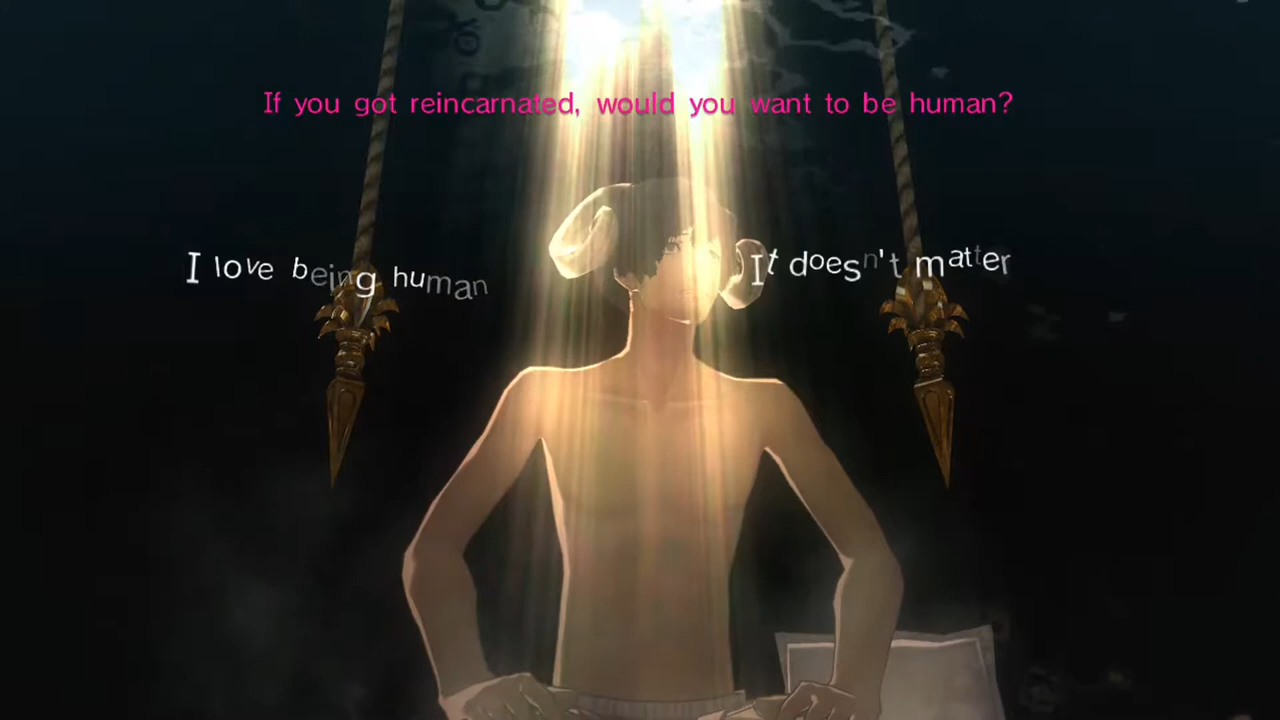 If you got reincarnated, would you want to be human?
I love being human
It doesn't matter